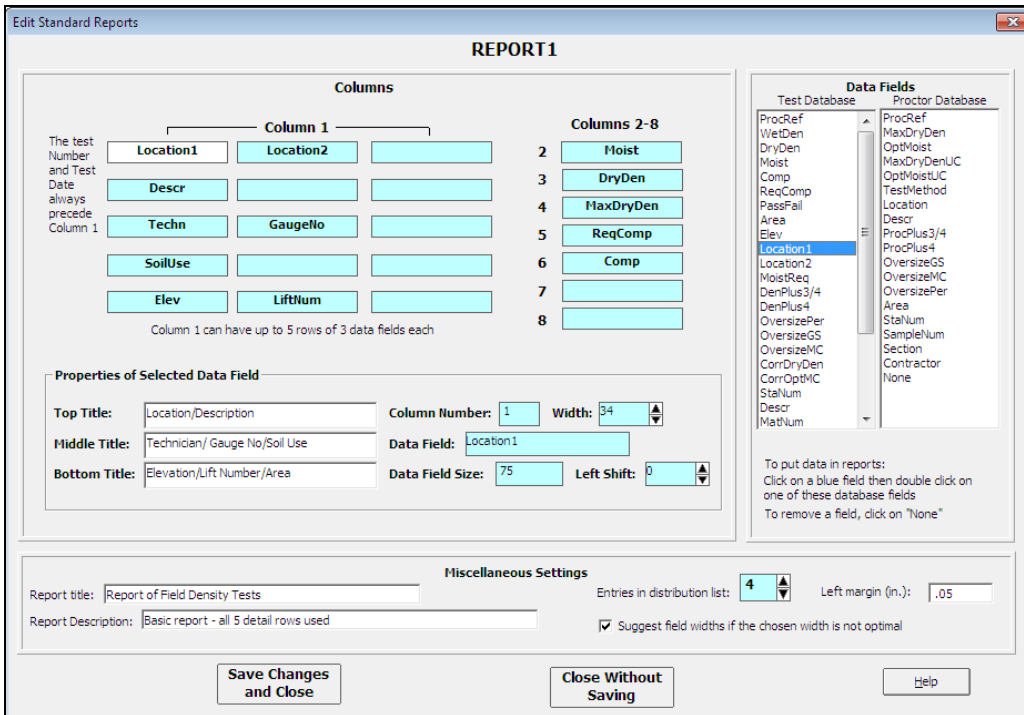 Edit Standard Reports
REPORT1
Columns
Column 1
The test
Number
and Test
Date
always
precede
Column 1
Location1 Location2
Descr
Techn GaugeNo
SoilUse
Elev LiftNum
Column 1 can have up to 5 rows of 3 data fields each
Columns 2-8
2 Moist
3 DryDen
4 MaxDryDen
5 ReqComp
6 Comp
7
8
Properties of Selected Data Field
Top Title: Location/Description Column Number: 1 Width: 34
Middle Title: Technician/ Gauge No/Soil Use Data Field: Location1
Bottom Title: Elevation/Lift Number/Area Data Field Size: 75 Left Shift: 0
Data Fields
Test Database
ProcRef
WetDen
DryDen
Moist
Comp
ReqComp
PassFail
Area
Elev
Location1
Location2
MoistReq
DenPlus3/4
DenPlus4
OversizePer
OversizeGS
OversizeMC
CorrDryDen
CorrOptMC
StaNum
Descr
MatNum
Proctor Database
ProcRef
MaxDryDen
OptMoist
MaxDryDenUC
OptMoistUC
TestMethod
Location
Descr
ProcPlus3/4
ProcPlus4
OversizeGS
OversizeMC
OversizePer
Area
StaNum
SampleNum
Section
Contractor
None
To put data in reports:
Click on a blue field then double click on
one of these database fields
To remove a field, click on "None"
Miscellaneous Settings
Report title: Report of Field Density Tests Entries in distribution list: 4 Left margin (in.): .05
Report Description: Basic report - all 5 detail rows used Suggest field widths if the chosen width is not optimal
Save Changes
and Close
Close Without
Saving
Help